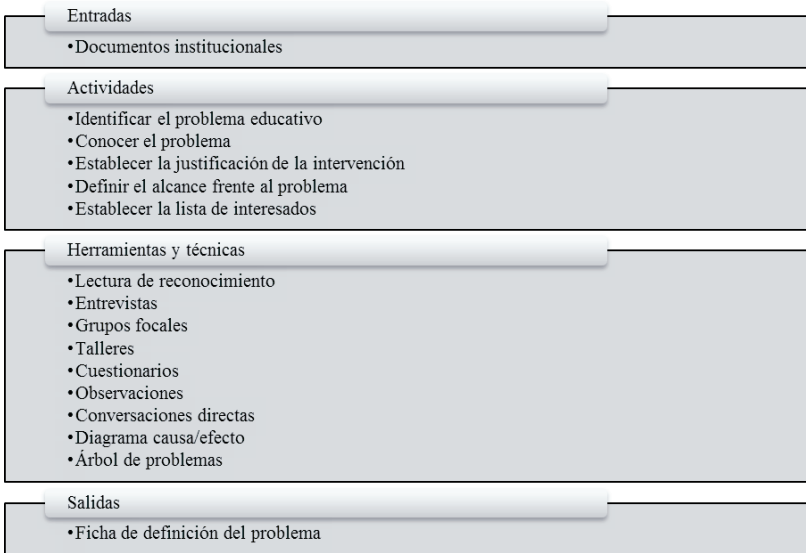 Entradas
•Documentos institucionales
Actividades
•Identificar el problema educativo
•Conocer el problema
•Establecer la justificación de la intervención
•Definir el alcance frente al problema
•Establecer la lista de interesados
Herramientas y técnicas
•Lectura de reconocimiento
•Entrevistas
•Grupos focales
•Talleres
•Cuestionarios
•Observaciones
•Conversaciones directas
•Diagrama causa/efecto
•Árbol de problemas
Salidas
•Ficha de definición del problema